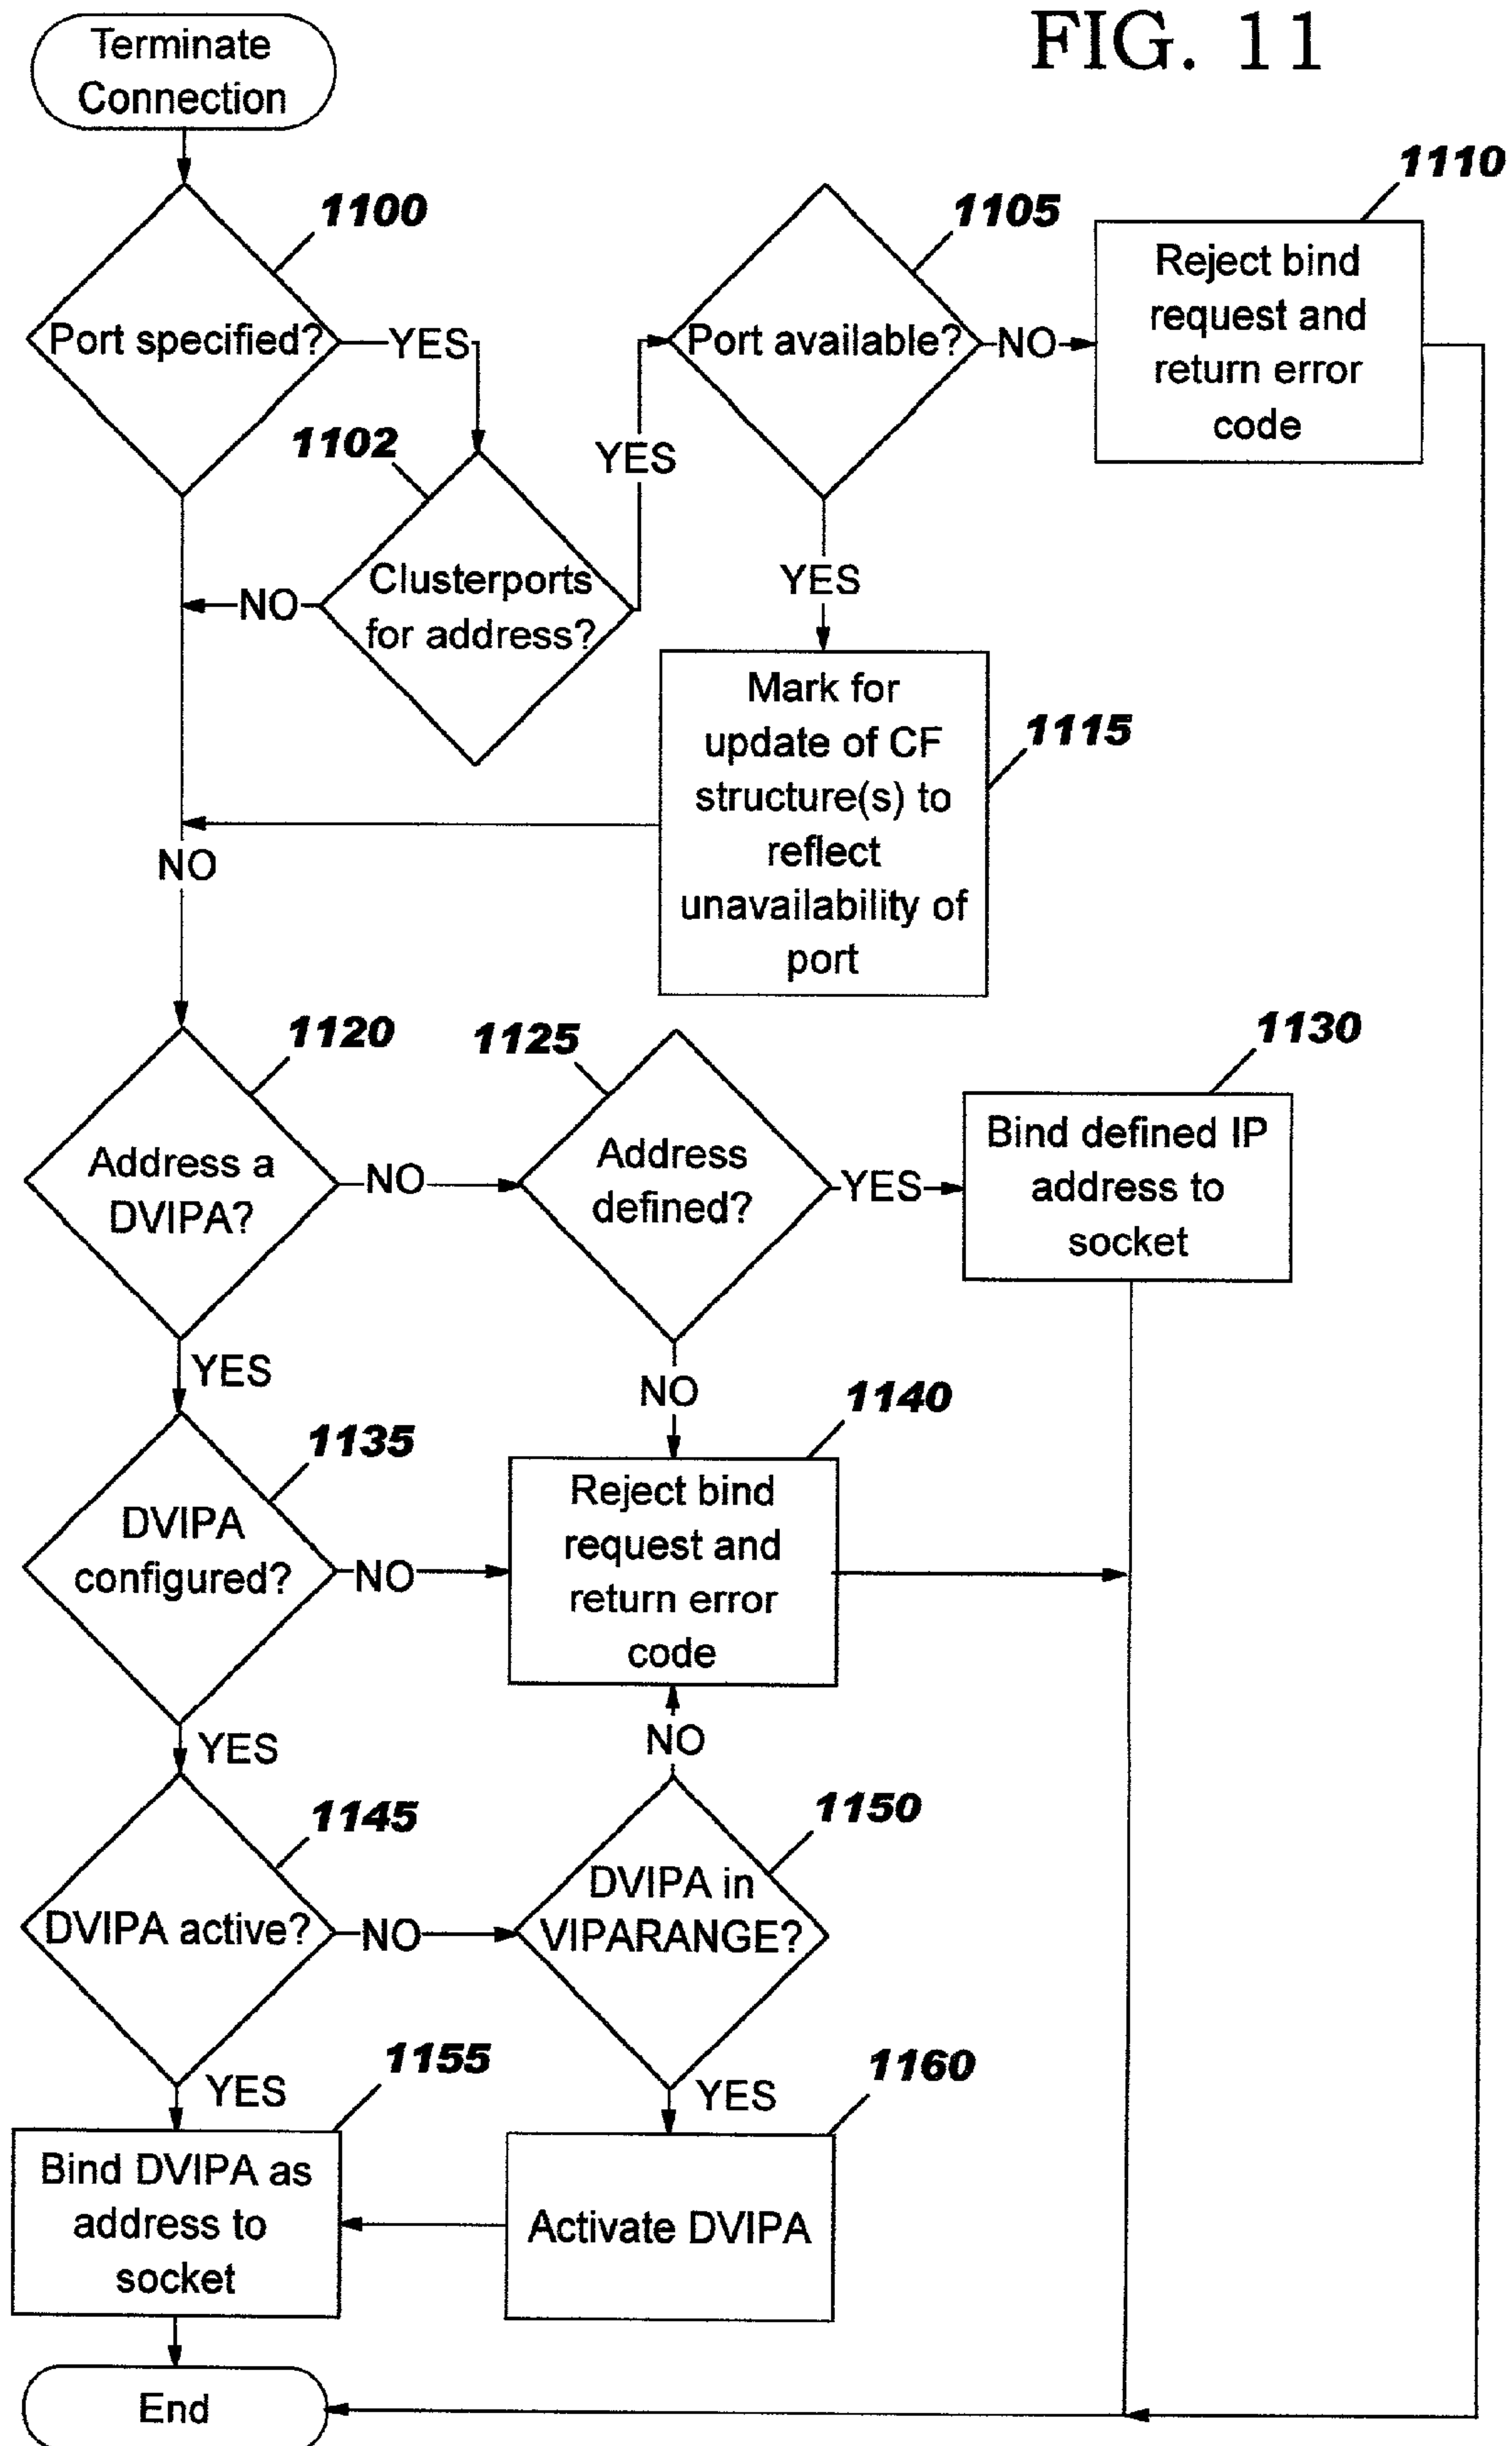 FIG. 11
Terminate
Connection
1100
Port specified?
YES
1102
Clusterports
for address?
NO
YES
1105
Port available?
NO
1110
Reject bind
request and
return error
code
YES
Mark for
update of CF
structure(s) to
reflect
unavailability of
port
1115
NO
1120
Address a
DVIPA?
NO
1125
Address
defined?
YES
1130
Bind defined IP
address to
socket
YES
NO
1135
DVIPA
configured?
NO
1140
Reject bind
request and
return error
code
YES
NO
1145
DVIPA active?
NO
1150
DVIPA in
VIPARANGE?
YES
YES
1155
Bind DVIPA as
address to
socket
1160
Activate DVIPA
End